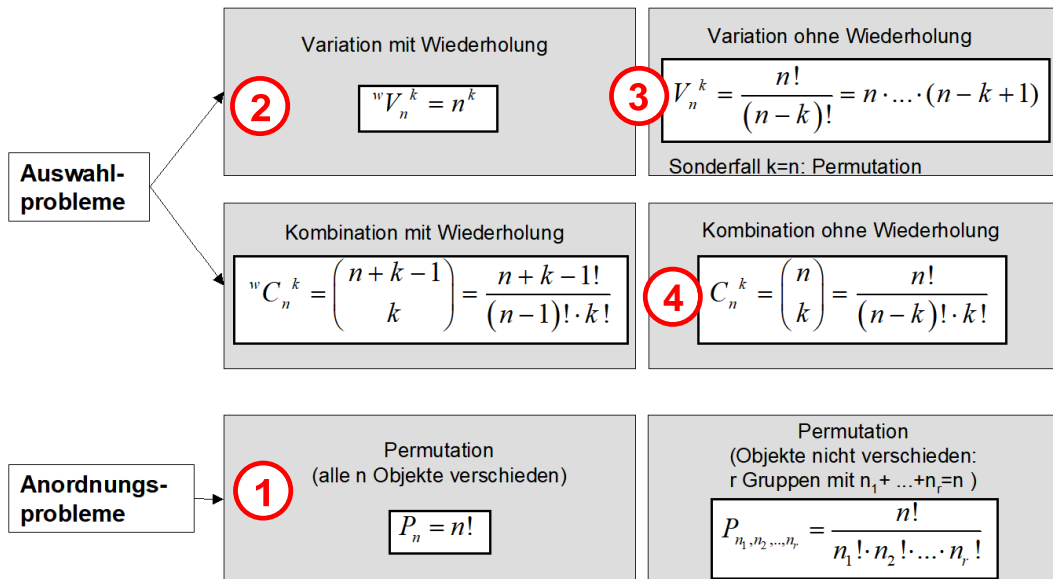 Variation mit Wiederholung
2
ʷVₙᵏ = nᵏ
Variation ohne Wiederholung
3
Vₙᵏ = n!/(n−k)! = n·...·(n−k+1)
Sonderfall k=n: Permutation
Auswahl-
probleme
Kombination mit Wiederholung
ʷCₙᵏ = (n+k−1 über k) = n+k−1!/((n−1)!·k!)
Kombination ohne Wiederholung
4
Cₙᵏ = (n über k) = n!/((n−k)!·k!)
Anordnungs-
probleme
1
Permutation
(alle n Objekte verschieden)
Pₙ = n!
Permutation
(Objekte nicht verschieden:
r Gruppen mit n₁+ ...+nᵣ=n )
P_{n₁,n₂,..,nᵣ} = n!/(n₁!·n₂!·...·nᵣ!)